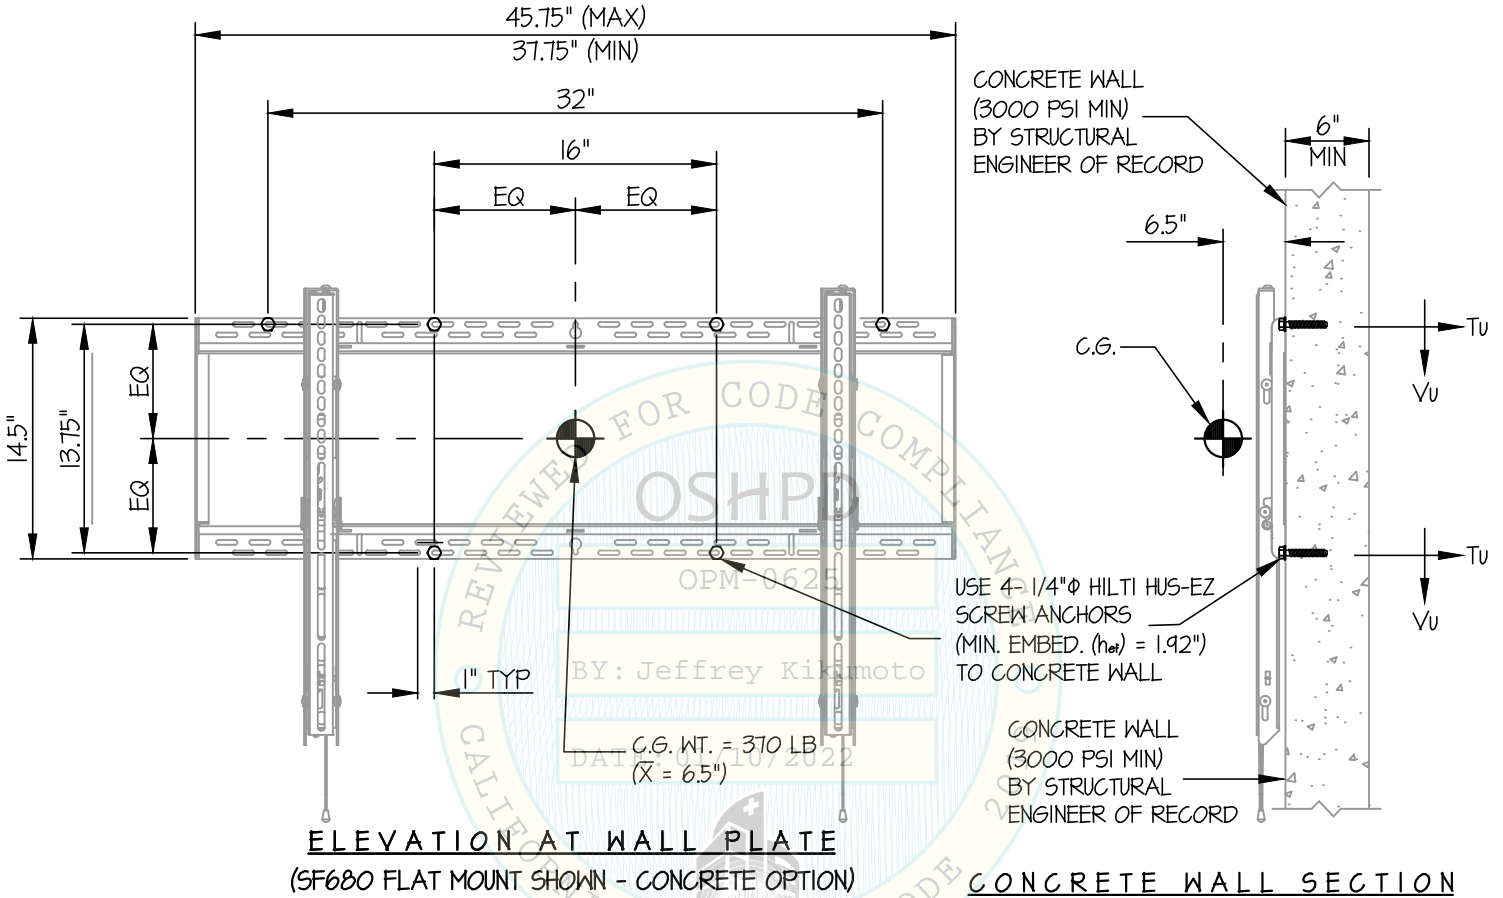 45.75" (MAX)
37.75" (MIN)
32"
16"
EQ
EQ
14.5"
13.75"
EQ
EQ
1" TYP
C.G. WT. = 370 LB
(X̅ = 6.5")
ELEVATION AT WALL PLATE
(SF680 FLAT MOUNT SHOWN - CONCRETE OPTION)
CONCRETE WALL
(3000 PSI MIN)
BY STRUCTURAL
ENGINEER OF RECORD
6"
MIN
6.5"
C.G.
Tu
Vu
Tu
Vu
USE 4- 1/4"Φ HILTI HUS-EZ
SCREW ANCHORS
(MIN. EMBED. (hef) = 1.92")
TO CONCRETE WALL
CONCRETE WALL
(3000 PSI MIN)
BY STRUCTURAL
ENGINEER OF RECORD
CONCRETE WALL SECTION
REVIEWED FOR CODE COMPLIANCE
OSHPD
OPM-0625
BY: Jeffrey Kikumoto
DATE: 01/10/2022